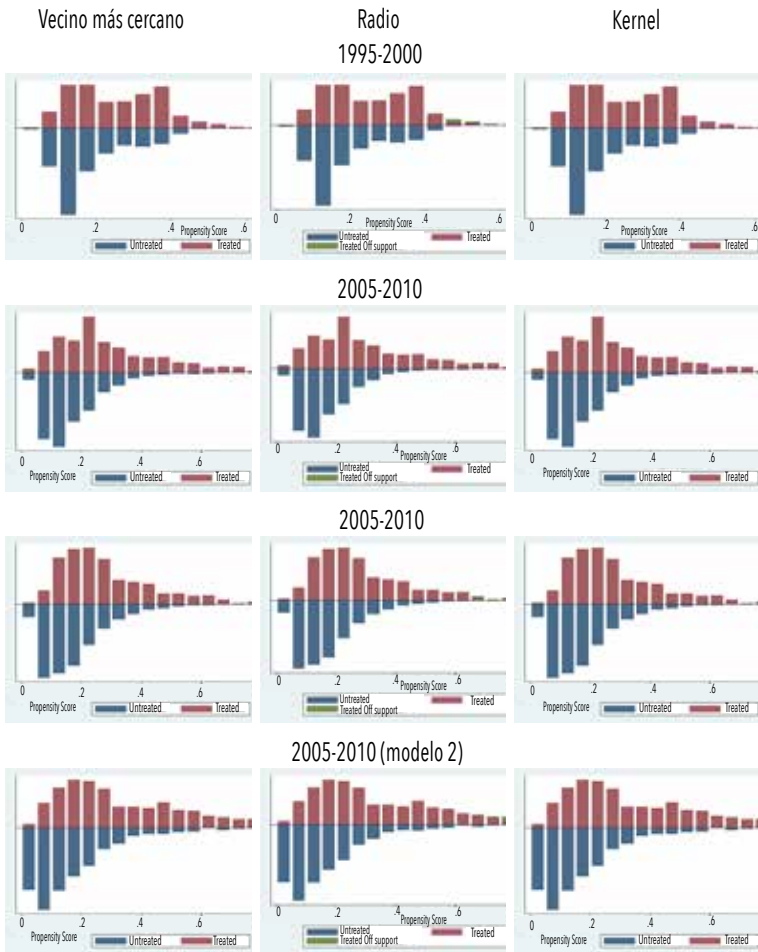 Vecino más cercano Radio Kernel
1995-2000
0 .2 .4 .6 0 .2 .4 .6 0 .2 .4 .6
Propensity Score Propensity Score Propensity Score
Untreated Treated Untreated Treated Untreated Treated
Treated Off support
2005-2010
0 .2 .4 .6 0 .2 .4 .6 0 .2 .4 .6
Propensity Score
Propensity Score Untreated Treated Untreated Treated Propensity Score Untreated Treated
Treated Off support
2005-2010
0 .2 .4 .6 0 .2 .4 .6 0 .2 .4 .6
Propensity Score
Propensity Score Untreated Treated Untreated Treated Propensity Score Untreated Treated
Treated Off support
2005-2010 (modelo 2)
0 .2 .4 .6 0 .2 .4 .6 0 .2 .4 .6
Propensity Score
Propensity Score Untreated Treated Untreated Treated Propensity Score Untreated Treated
Treated Off support